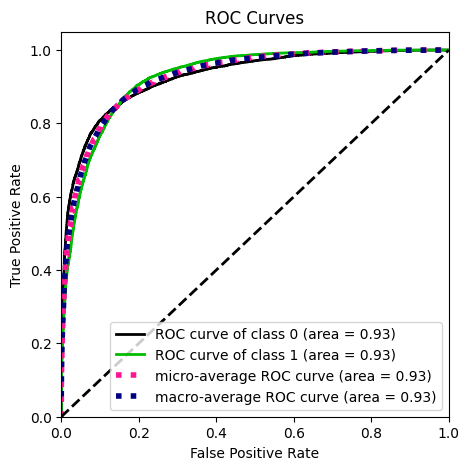 ROC Curves
True Positive Rate
1.0
0.8
0.6
0.4
0.2
0.0
ROC curve of class 0 (area = 0.93)
ROC curve of class 1 (area = 0.93)
micro-average ROC curve (area = 0.93)
macro-average ROC curve (area = 0.93)
0.0 0.2 0.4 0.6 0.8 1.0
False Positive Rate